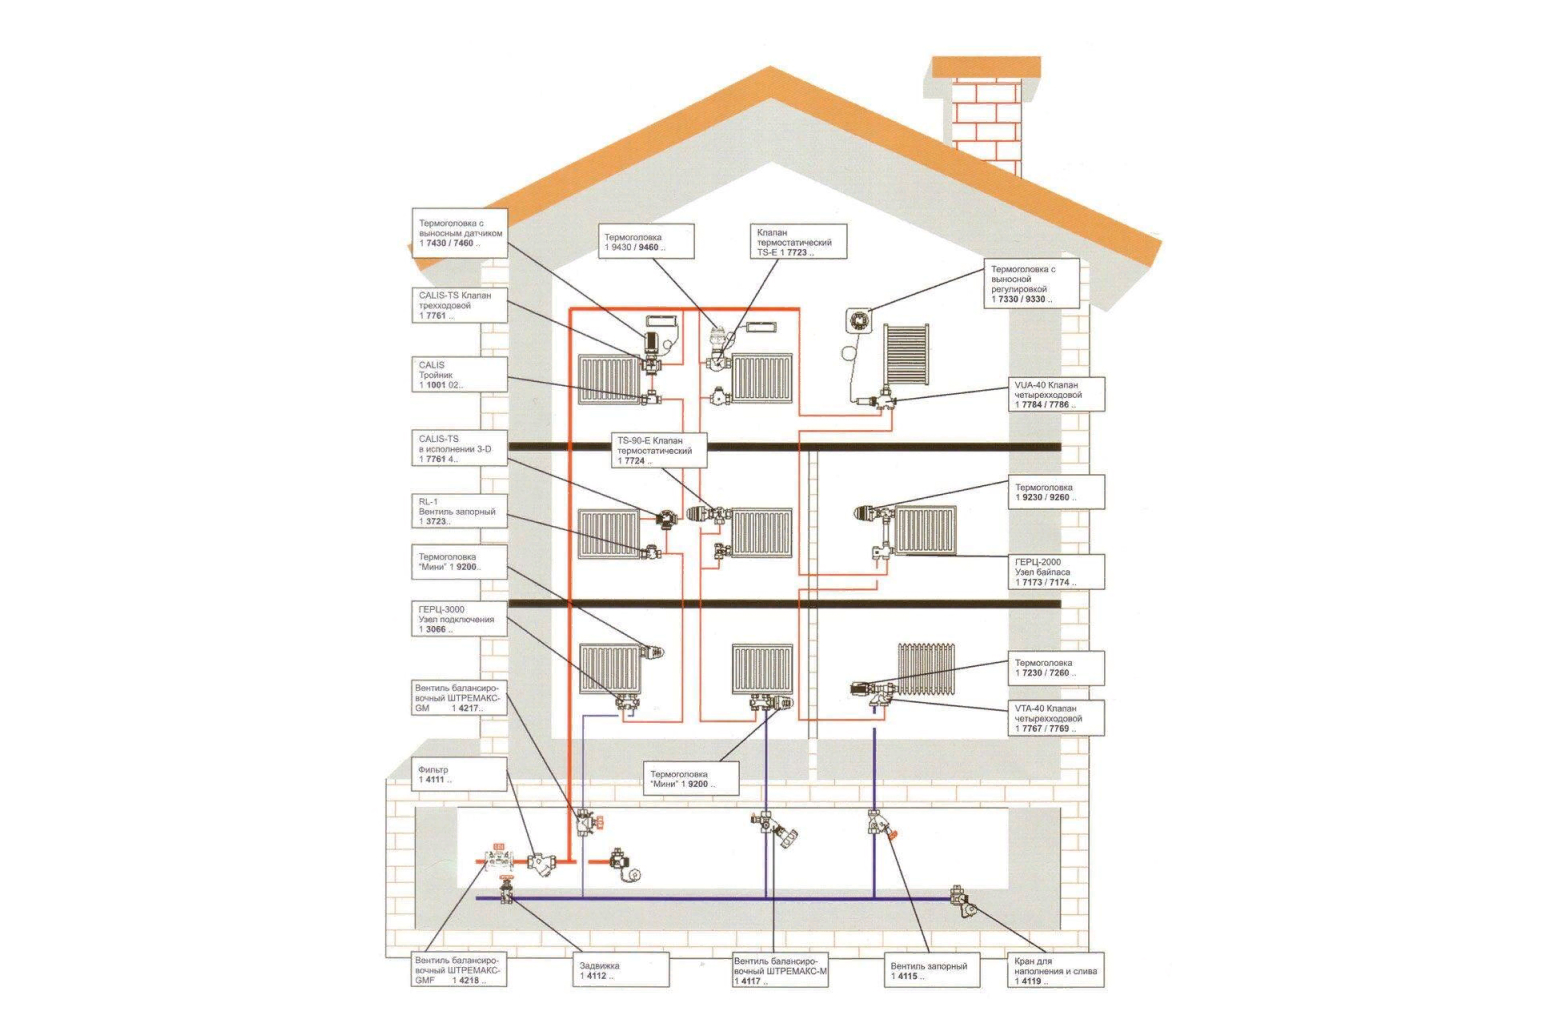 Термоголовка с
выносным датчиком
1 7430 / 7460 ..
Термоголовка
1 9430 / 9460 ..
Клапан
термостатический
TS-E 1 7723 ..
Термоголовка с
выносной
регулировкой
1 7330 / 9330 ..
CALIS-TS Клапан
трехходовой
1 7761 ..
CALIS
Тройник
1 1001 02..
VUA-40 Клапан
четырехходовой
1 7784 / 7786 ..
CALIS-TS
в исполнении 3-D
1 7761 4..
TS-90-E Клапан
термостатический
1 7724 ..
Термоголовка
1 9230 / 9260 ..
RL-1
Вентиль запорный
1 3723..
Термоголовка
"Мини" 1 9200..
ГЕРЦ-2000
Узел байпаса
1 7173 / 7174 ..
ГЕРЦ-3000
Узел подключения
1 3066 ..
Термоголовка
1 7230 / 7260 ..
Вентиль балансиро-
вочный ШТРЕМАКС-
GM 1 4217..
VTA-40 Клапан
четырехходовой
1 7767 / 7769 ..
Фильтр
1 4111 ..
Термоголовка
"Мини" 1 9200 ..
Вентиль балансиро-
вочный ШТРЕМАКС-
GMF 1 4218 ..
Задвижка
1 4112 ..
Вентиль балансиро-
вочный ШТРЕМАКС-М
1 4117 ..
Вентиль запорный
1 4115 ..
Кран для
наполнения и слива
1 4119 ..